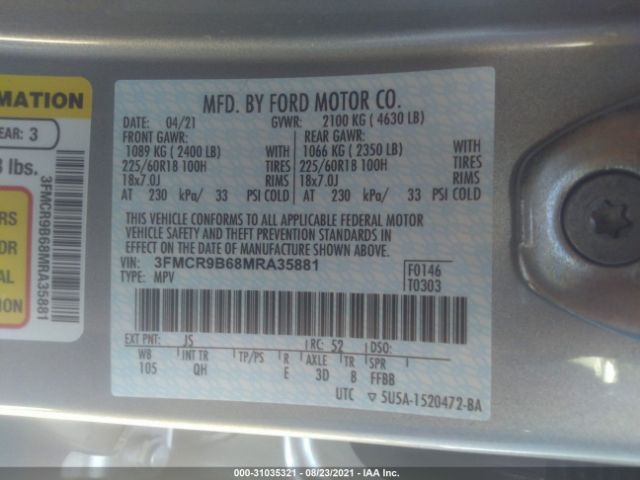 MATION
EAR: 3
lbs.
3FMCR9B68MRA35881
MFD. BY FORD MOTOR CO.
DATE: 04/21 GVWR: 2100 KG ( 4630 LB)
FRONT GAWR: REAR GAWR:
1089 KG ( 2400 LB) WITH 1066 KG ( 2350 LB) WITH
225/60R18 100H TIRES 225/60R18 100H TIRES
18x7.0J RIMS 18x7.0J RIMS
AT 230 kPa/ 33 PSI COLD AT 230 kPa/ 33 PSI COLD
THIS VEHICLE CONFORMS TO ALL APPLICABLE FEDERAL MOTOR
VEHICLE SAFETY AND THEFT PREVENTION STANDARDS IN
EFFECT ON THE DATE OF MANUFACTURE SHOWN ABOVE.
VIN: 3FMCR9B68MRA35881
TYPE: MPV
F0146
T0303
EXT PNT: JS RC: 52 DSO:
WB INT TR TP/PS R AXLE TR SPR
105 QH E 3D 8 FFBB
UTC ▽ 5U5A-1520472-BA
RS
DR
AL
ON
000-31035321 - 08/23/2021 - IAA Inc.